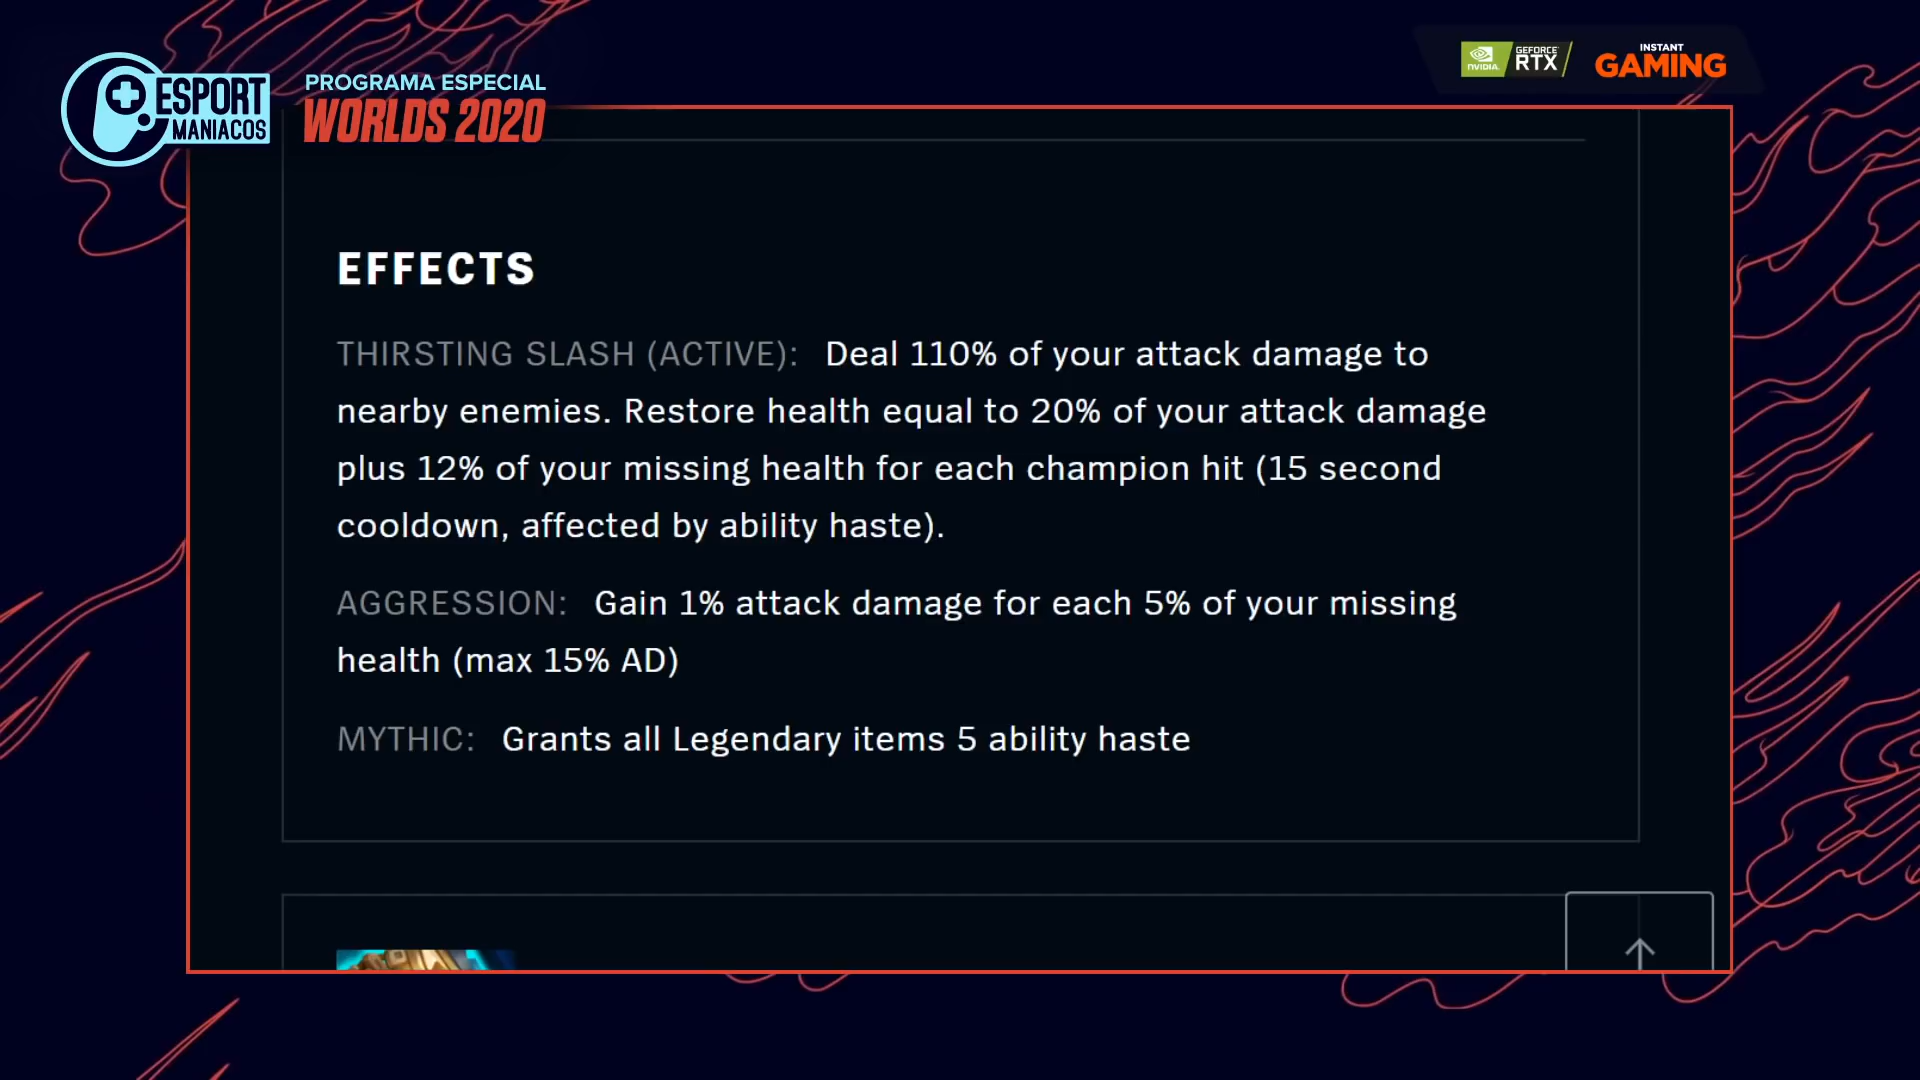 ESPORT
MANIACOS
PROGRAMA ESPECIAL
WORLDS 2020
NVIDIA.
GEFORCE
RTX
INSTANT
GAMING
EFFECTS
THIRSTING SLASH (ACTIVE): Deal 110% of your attack damage to
nearby enemies. Restore health equal to 20% of your attack damage
plus 12% of your missing health for each champion hit (15 second
cooldown, affected by ability haste).
AGGRESSION: Gain 1% attack damage for each 5% of your missing
health (max 15% AD)
MYTHIC: Grants all Legendary items 5 ability haste